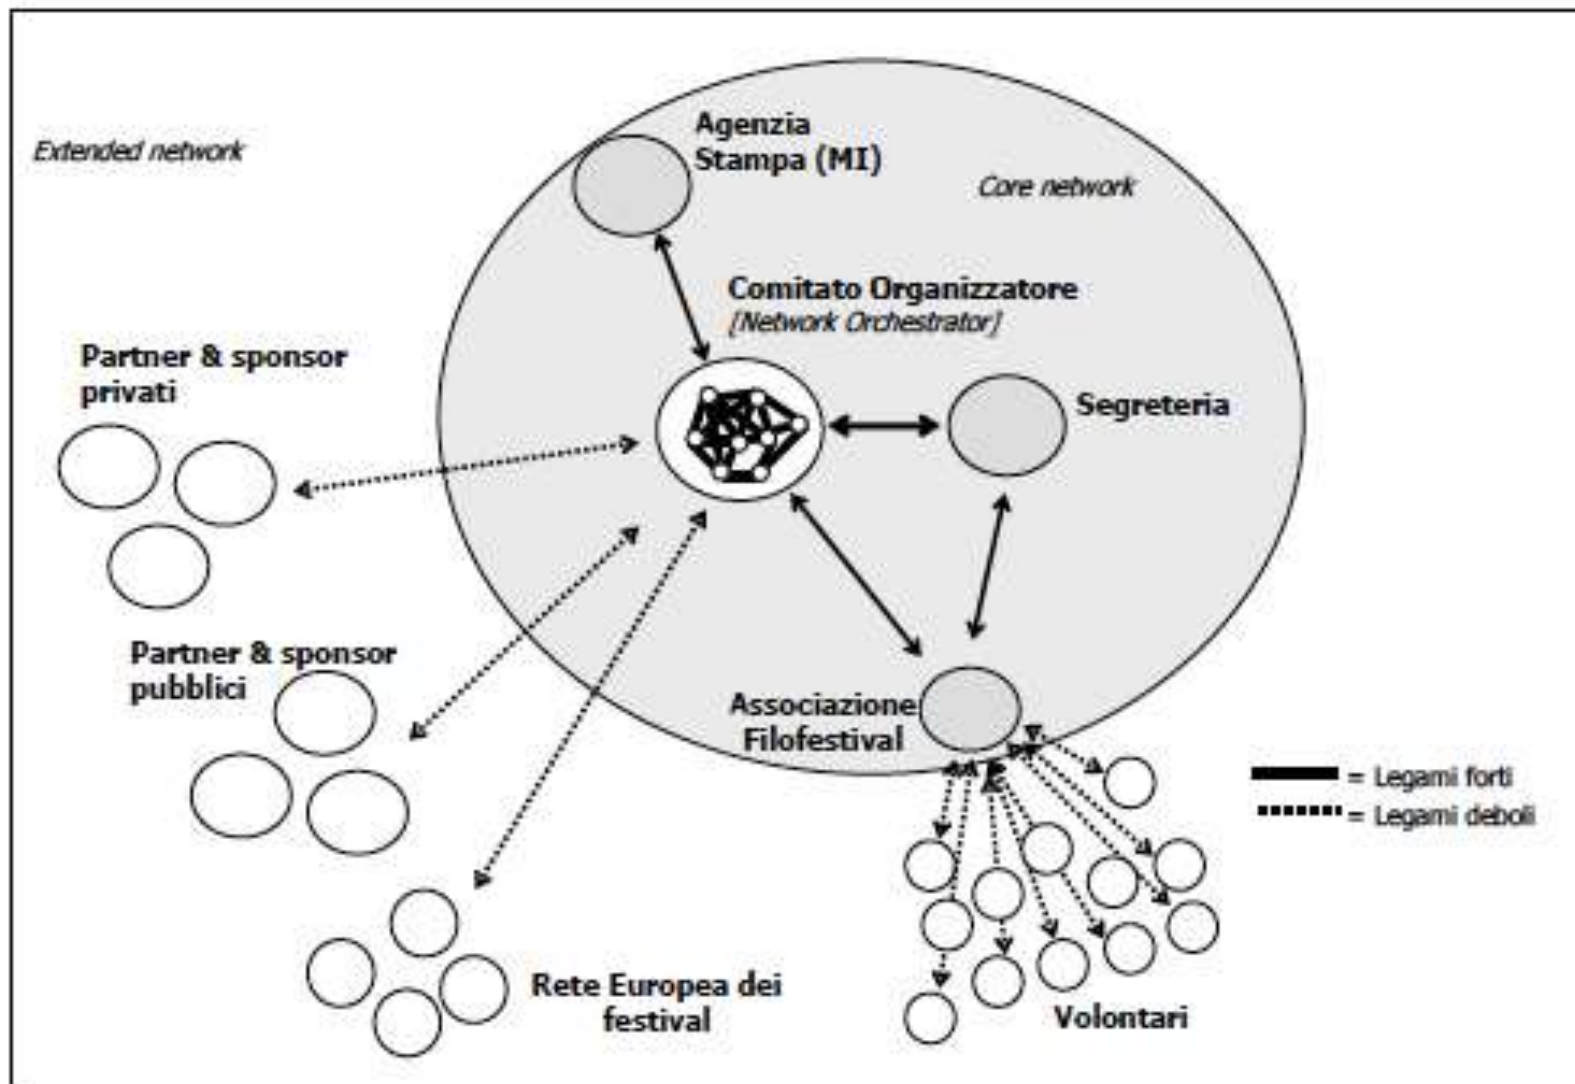 Extended network
Agenzia
Stampa (MI)
Core network
Comitato Organizzatore
[Network Orchestrator]
Partner & sponsor
privati
Segreteria
Partner & sponsor
pubblici
Associazione
Filofestival
= Legami forti
= Legami deboli
Rete Europea dei
festival
Volontari